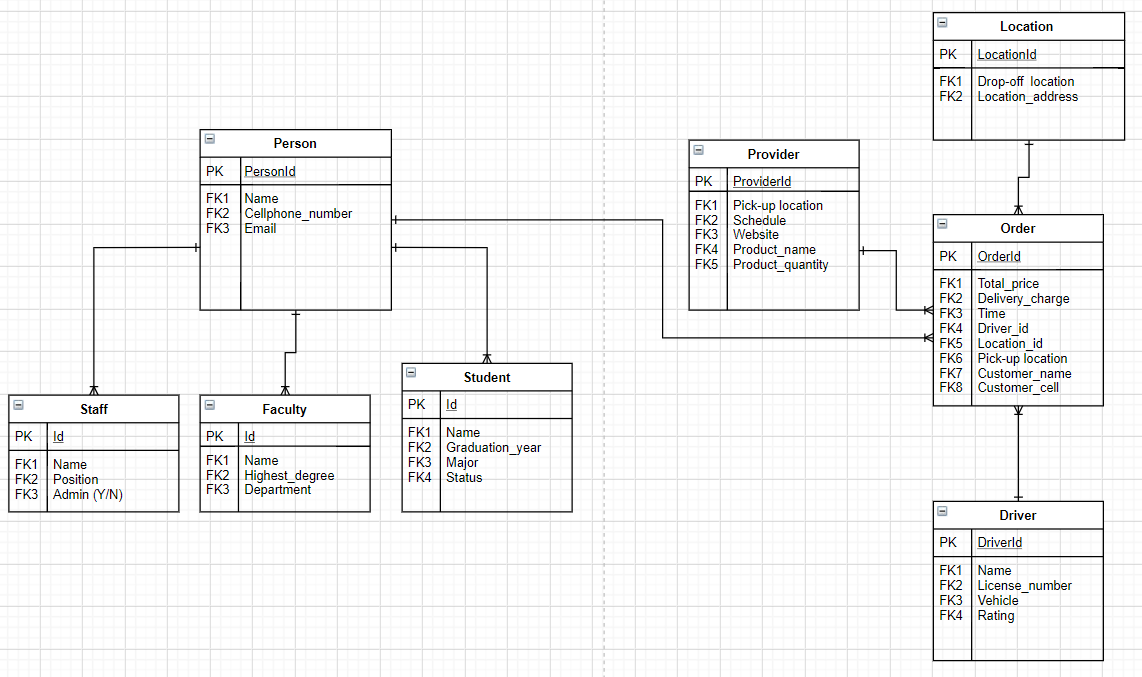 Location
PK LocationId
FK1 Drop-off location
FK2 Location_address
Person
PK PersonId
FK1 Name
FK2 Cellphone_number
FK3 Email
Provider
PK ProviderId
FK1 Pick-up location
FK2 Schedule
FK3 Website
FK4 Product_name
FK5 Product_quantity
Order
PK OrderId
FK1 Total_price
FK2 Delivery_charge
FK3 Time
FK4 Driver_id
FK5 Location_id
FK6 Pick-up location
FK7 Customer_name
FK8 Customer_cell
Staff
PK Id
FK1 Name
FK2 Position
FK3 Admin (Y/N)
Faculty
PK Id
FK1 Name
FK2 Highest_degree
FK3 Department
Student
PK Id
FK1 Name
FK2 Graduation_year
FK3 Major
FK4 Status
Driver
PK DriverId
FK1 Name
FK2 License_number
FK3 Vehicle
FK4 Rating